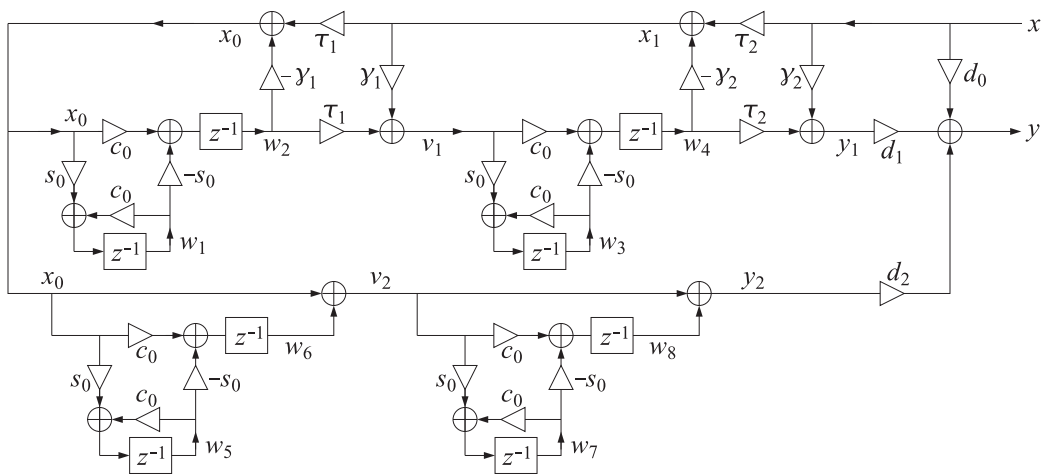 x₀ τ₁ x₁ τ₂ x
−γ₁ γ₁ −γ₂ γ₂ d₀
x₀ c₀ z⁻¹ w₂ τ₁ v₁ c₀ z⁻¹ w₄ τ₂ y₁ d₁ y
s₀ −s₀ s₀ −s₀
c₀ c₀
z⁻¹ w₁ z⁻¹ w₃
x₀ v₂ y₂ d₂
c₀ z⁻¹ w₆ c₀ z⁻¹ w₈
s₀ −s₀ s₀ −s₀
c₀ c₀
z⁻¹ w₅ z⁻¹ w₇